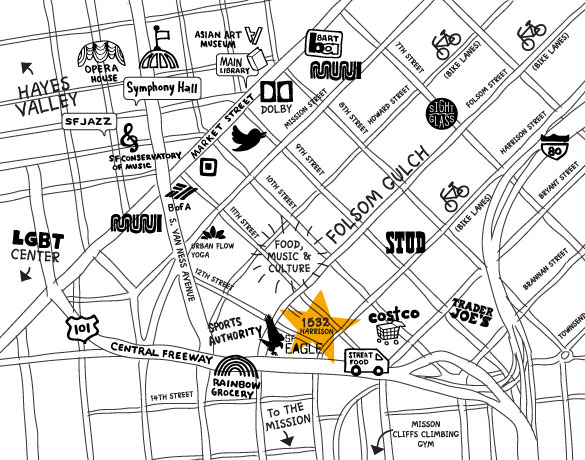 ASIAN ART
MUSEUM
BART
ba
7TH STREET
(BIKE LANES)
(BIKE LANES)
OPERA
HOUSE
MAIN
LIBRARY
MUNI
HAYES
VALLEY
Symphony Hall
DOLBY
MISSION STREET
8TH STREET
HOWARD STREET
SIGHT
GLASS
FOLSOM STREET
SFJAZZ
MARKET STREET
HARRISON STREET
80
SF CONSERVATORY
OF MUSIC
9TH STREET
FOLSOM GULCH
BRYANT STREET
B of A
10TH STREET
(BIKE LANES)
MUNI
S. VAN NESS AVENUE
11TH STREET
LGBT
CENTER
URBAN FLOW
YOGA
FOOD,
MUSIC &
CULTURE
STUD
BRANNAN STREET
12TH STREET
101
SPORTS
AUTHORITY
1532
HARRISON
SF
EAGLE
COSTCO
TRADER
JOE'S
TOWNSEND
CENTRAL FREEWAY
STREAT
FOOD
RAINBOW
GROCERY
14TH STREET
TO THE
MISSION
MISSON
CLIFFS CLIMBING
GYM